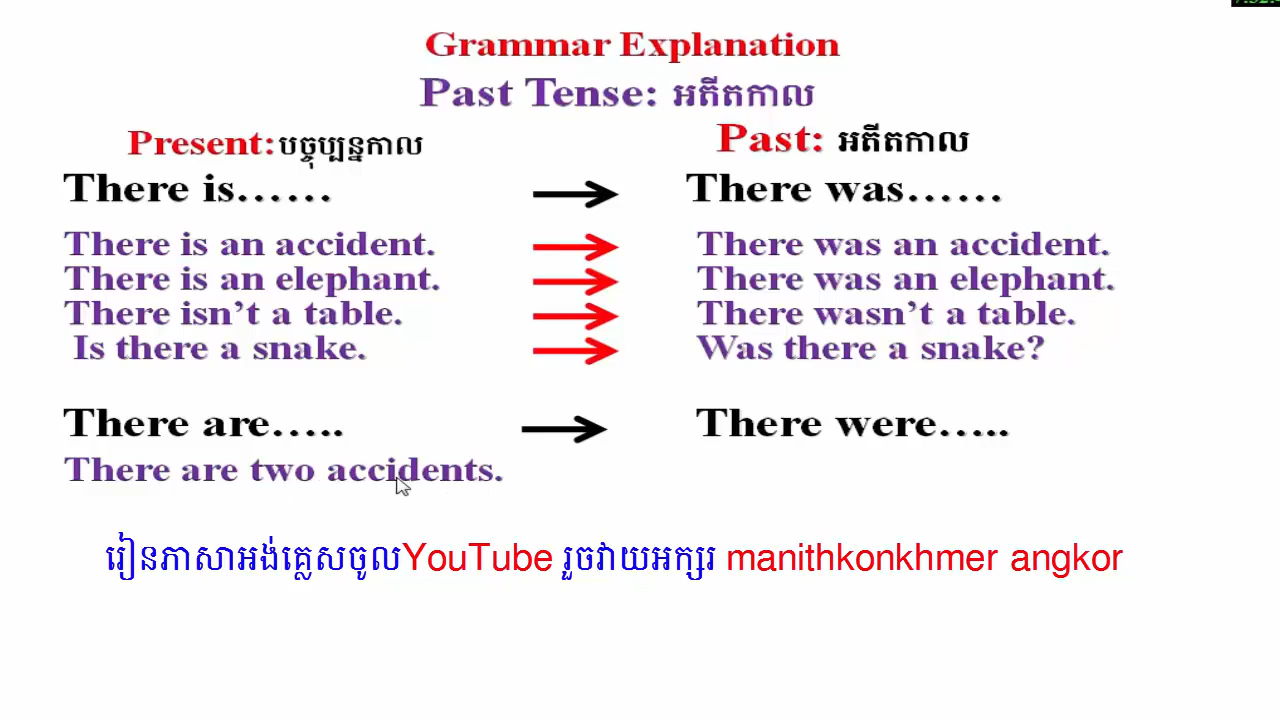 Grammar Explanation
Past Tense: អតីតកាល
Present: បច្ចុប្បន្នកាល
Past: អតីតកាល
There is……
There was……
There is an accident.
There was an accident.
There is an elephant.
There was an elephant.
There isn’t a table.
There wasn’t a table.
Is there a snake.
Was there a snake?
There are…..
There were…..
There are two accidents.
រៀនភាសាអង់គ្លេសចូលYouTube រួចវាយអក្សរ manithkonkhmer angkor